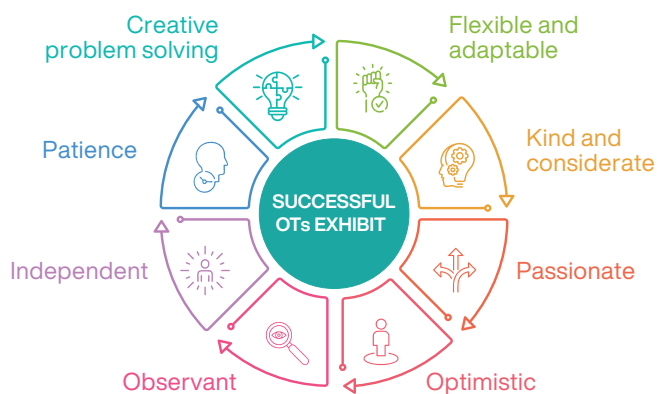 Creative
problem solving
Flexible and
adaptable
Patience
Kind and
considerate
SUCCESSFUL
OTs EXHIBIT
Independent
Passionate
Observant
Optimistic